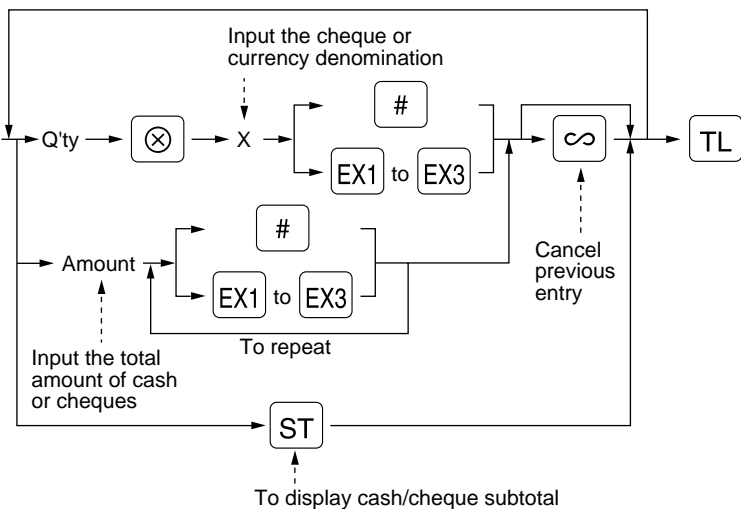 Input the cheque or
currency denomination
#
Q'ty
⊗
X
EX1 to EX3
∽
TL
#
Amount
EX1 to EX3
Cancel
previous
entry
To repeat
Input the total
amount of cash
or cheques
ST
To display cash/cheque subtotal